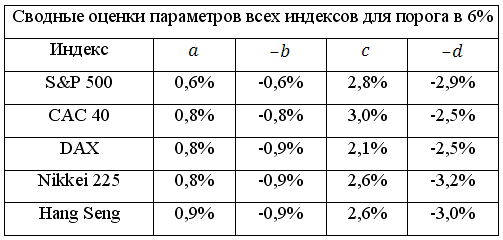 Сводные оценки параметров всех индексов для порога в 6%
Индекс a −b c −d
S&P 500 0,6% -0,6% 2,8% -2,9%
CAC 40 0,8% -0,8% 3,0% -2,5%
DAX 0,8% -0,9% 2,1% -2,5%
Nikkei 225 0,8% -0,9% 2,6% -3,2%
Hang Seng 0,9% -0,9% 2,6% -3,0%